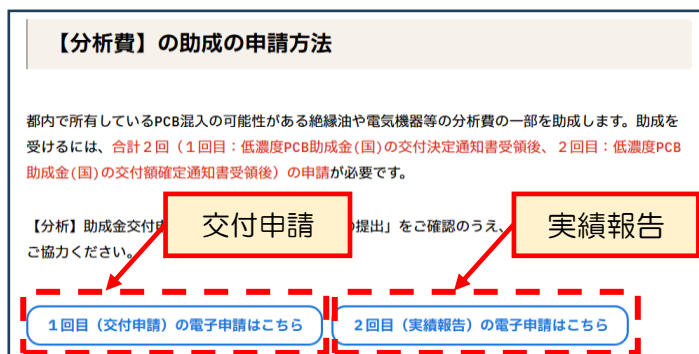 【分析費】の助成の申請方法
都内で所有しているPCB混入の可能性がある絶縁油や電気機器等の分析費の一部を助成します。助成を
受けるには、合計２回（１回目：低濃度PCB助成金(国)の交付決定通知書受領後、２回目：低濃度PCB
助成金(国)の交付額確定通知書受領後）の申請が必要です。
【分析】助成金交付 の提出」をご確認のうえ、
ご協力ください。
交付申請
実績報告
１回目（交付申請）の電子申請はこちら
２回目（実績報告）の電子申請はこちら